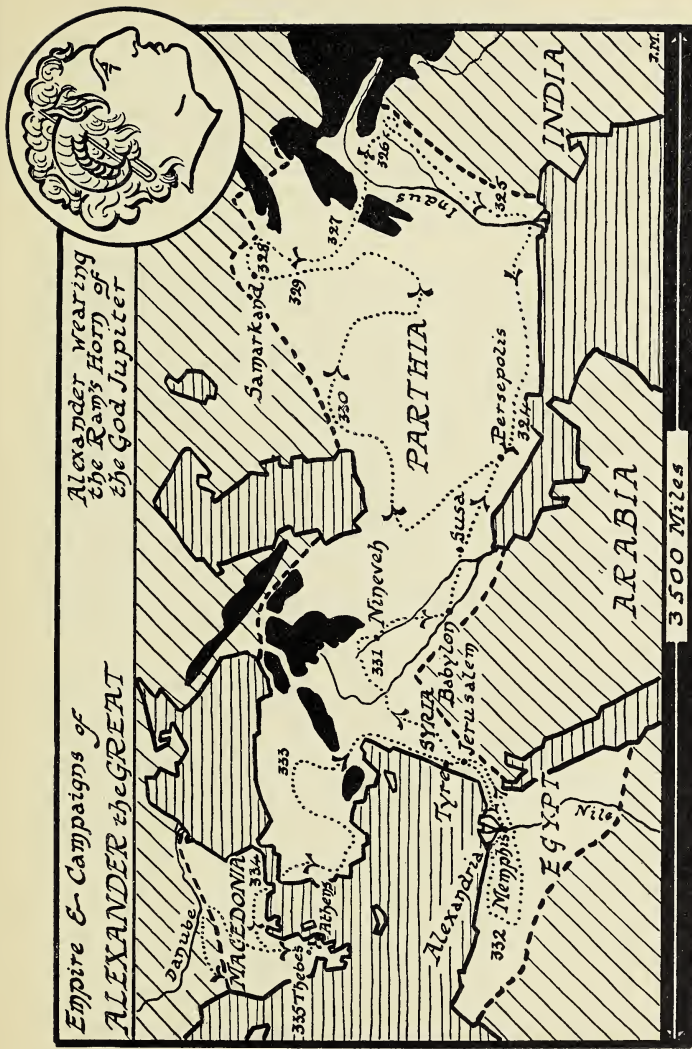 Empire & Campaigns of
ALEXANDER the GREAT
Alexander wearing
the Ram's Horn of
the God Jupiter
Danube
MACEDONIA
334
335 Thebes
Athens
333
Alexandria
332
Memphis
EGYPT
Nile
Tyre
SYRIA
Babylon
Jerusalem
331
Nineveh
Susa
Persepolis
324
PARTHIA
330
Samarkand
328
329
327
326
Indus
325
INDIA
ARABIA
J.M.
3500 Miles